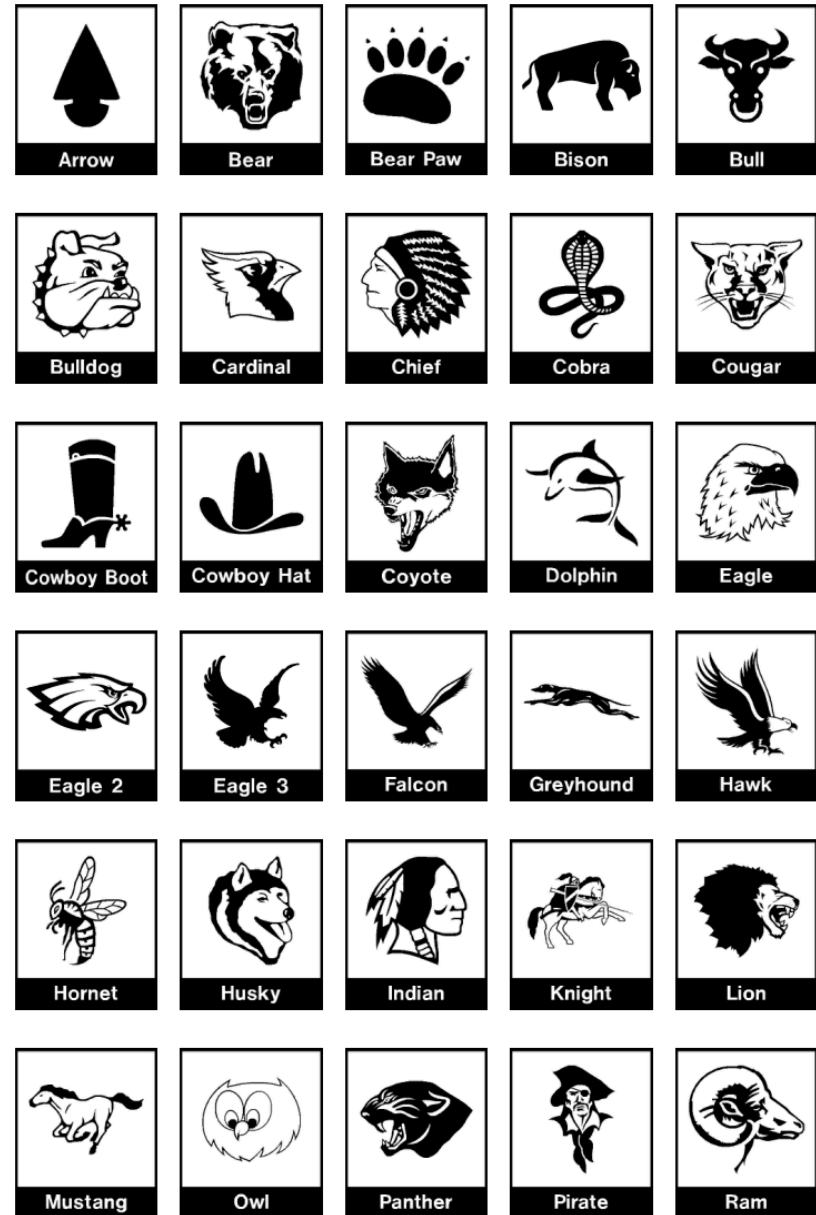 Arrow
Bear
Bear Paw
Bison
Bull
Bulldog
Cardinal
Chief
Cobra
Cougar
Cowboy Boot
Cowboy Hat
Coyote
Dolphin
Eagle
Eagle 2
Eagle 3
Falcon
Greyhound
Hawk
Hornet
Husky
Indian
Knight
Lion
Mustang
Owl
Panther
Pirate
Ram